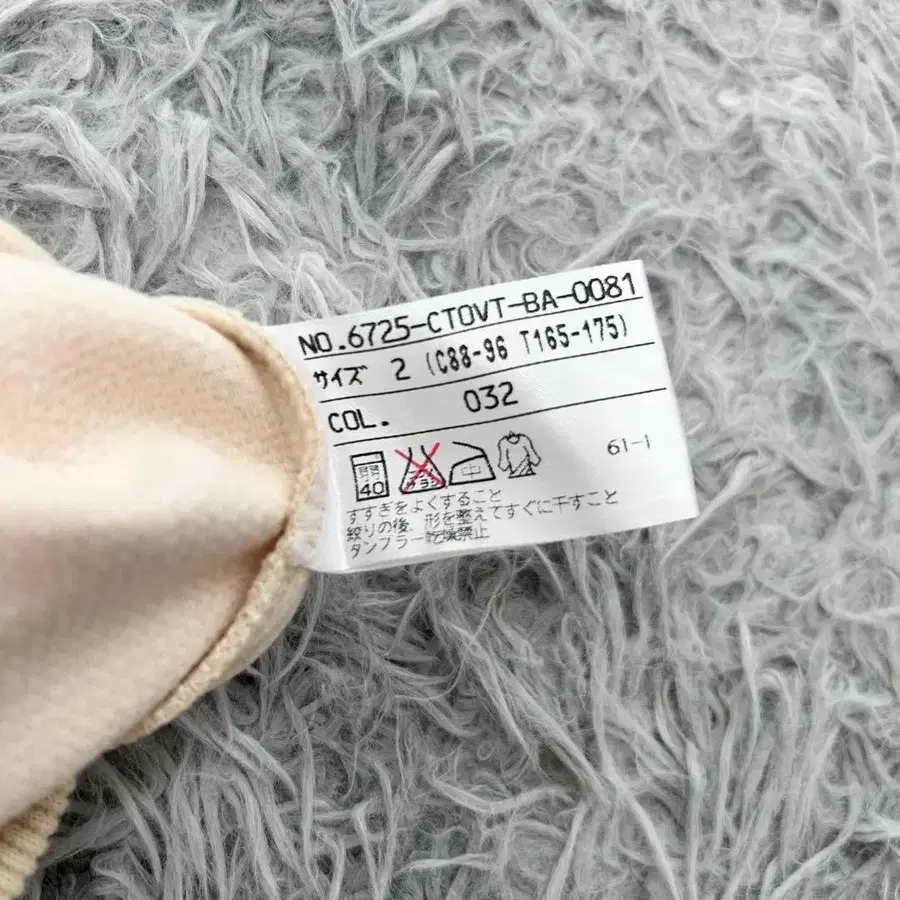 NO.6725-CTOVT-BA-0081
サイズ 2 (C88-96 T165-175)
COL. 032
弱 40 中 61-1
すすぎをよくすること
絞りの後、形を整えてすぐに干すこと
タンブラー乾燥禁止